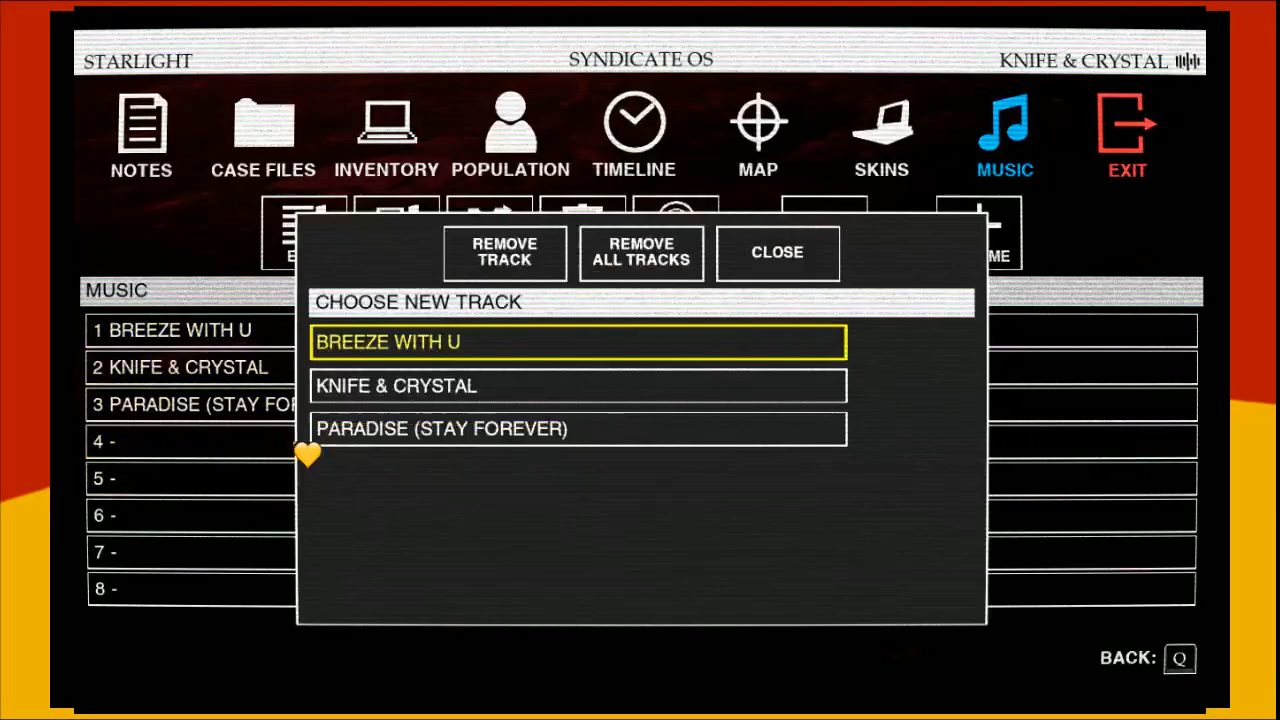 STARLIGHT
SYNDICATE OS
KNIFE & CRYSTAL
NOTES
CASE FILES
INVENTORY
POPULATION
TIMELINE
MAP
SKINS
MUSIC
EXIT
REMOVE
TRACK
REMOVE
ALL TRACKS
CLOSE
CHOOSE NEW TRACK
BREEZE WITH U
KNIFE & CRYSTAL
PARADISE (STAY FOREVER)
MUSIC
1 BREEZE WITH U
2 KNIFE & CRYSTAL
3 PARADISE (STAY FO
4 -
5 -
6 -
7 -
8 -
BACK: Q